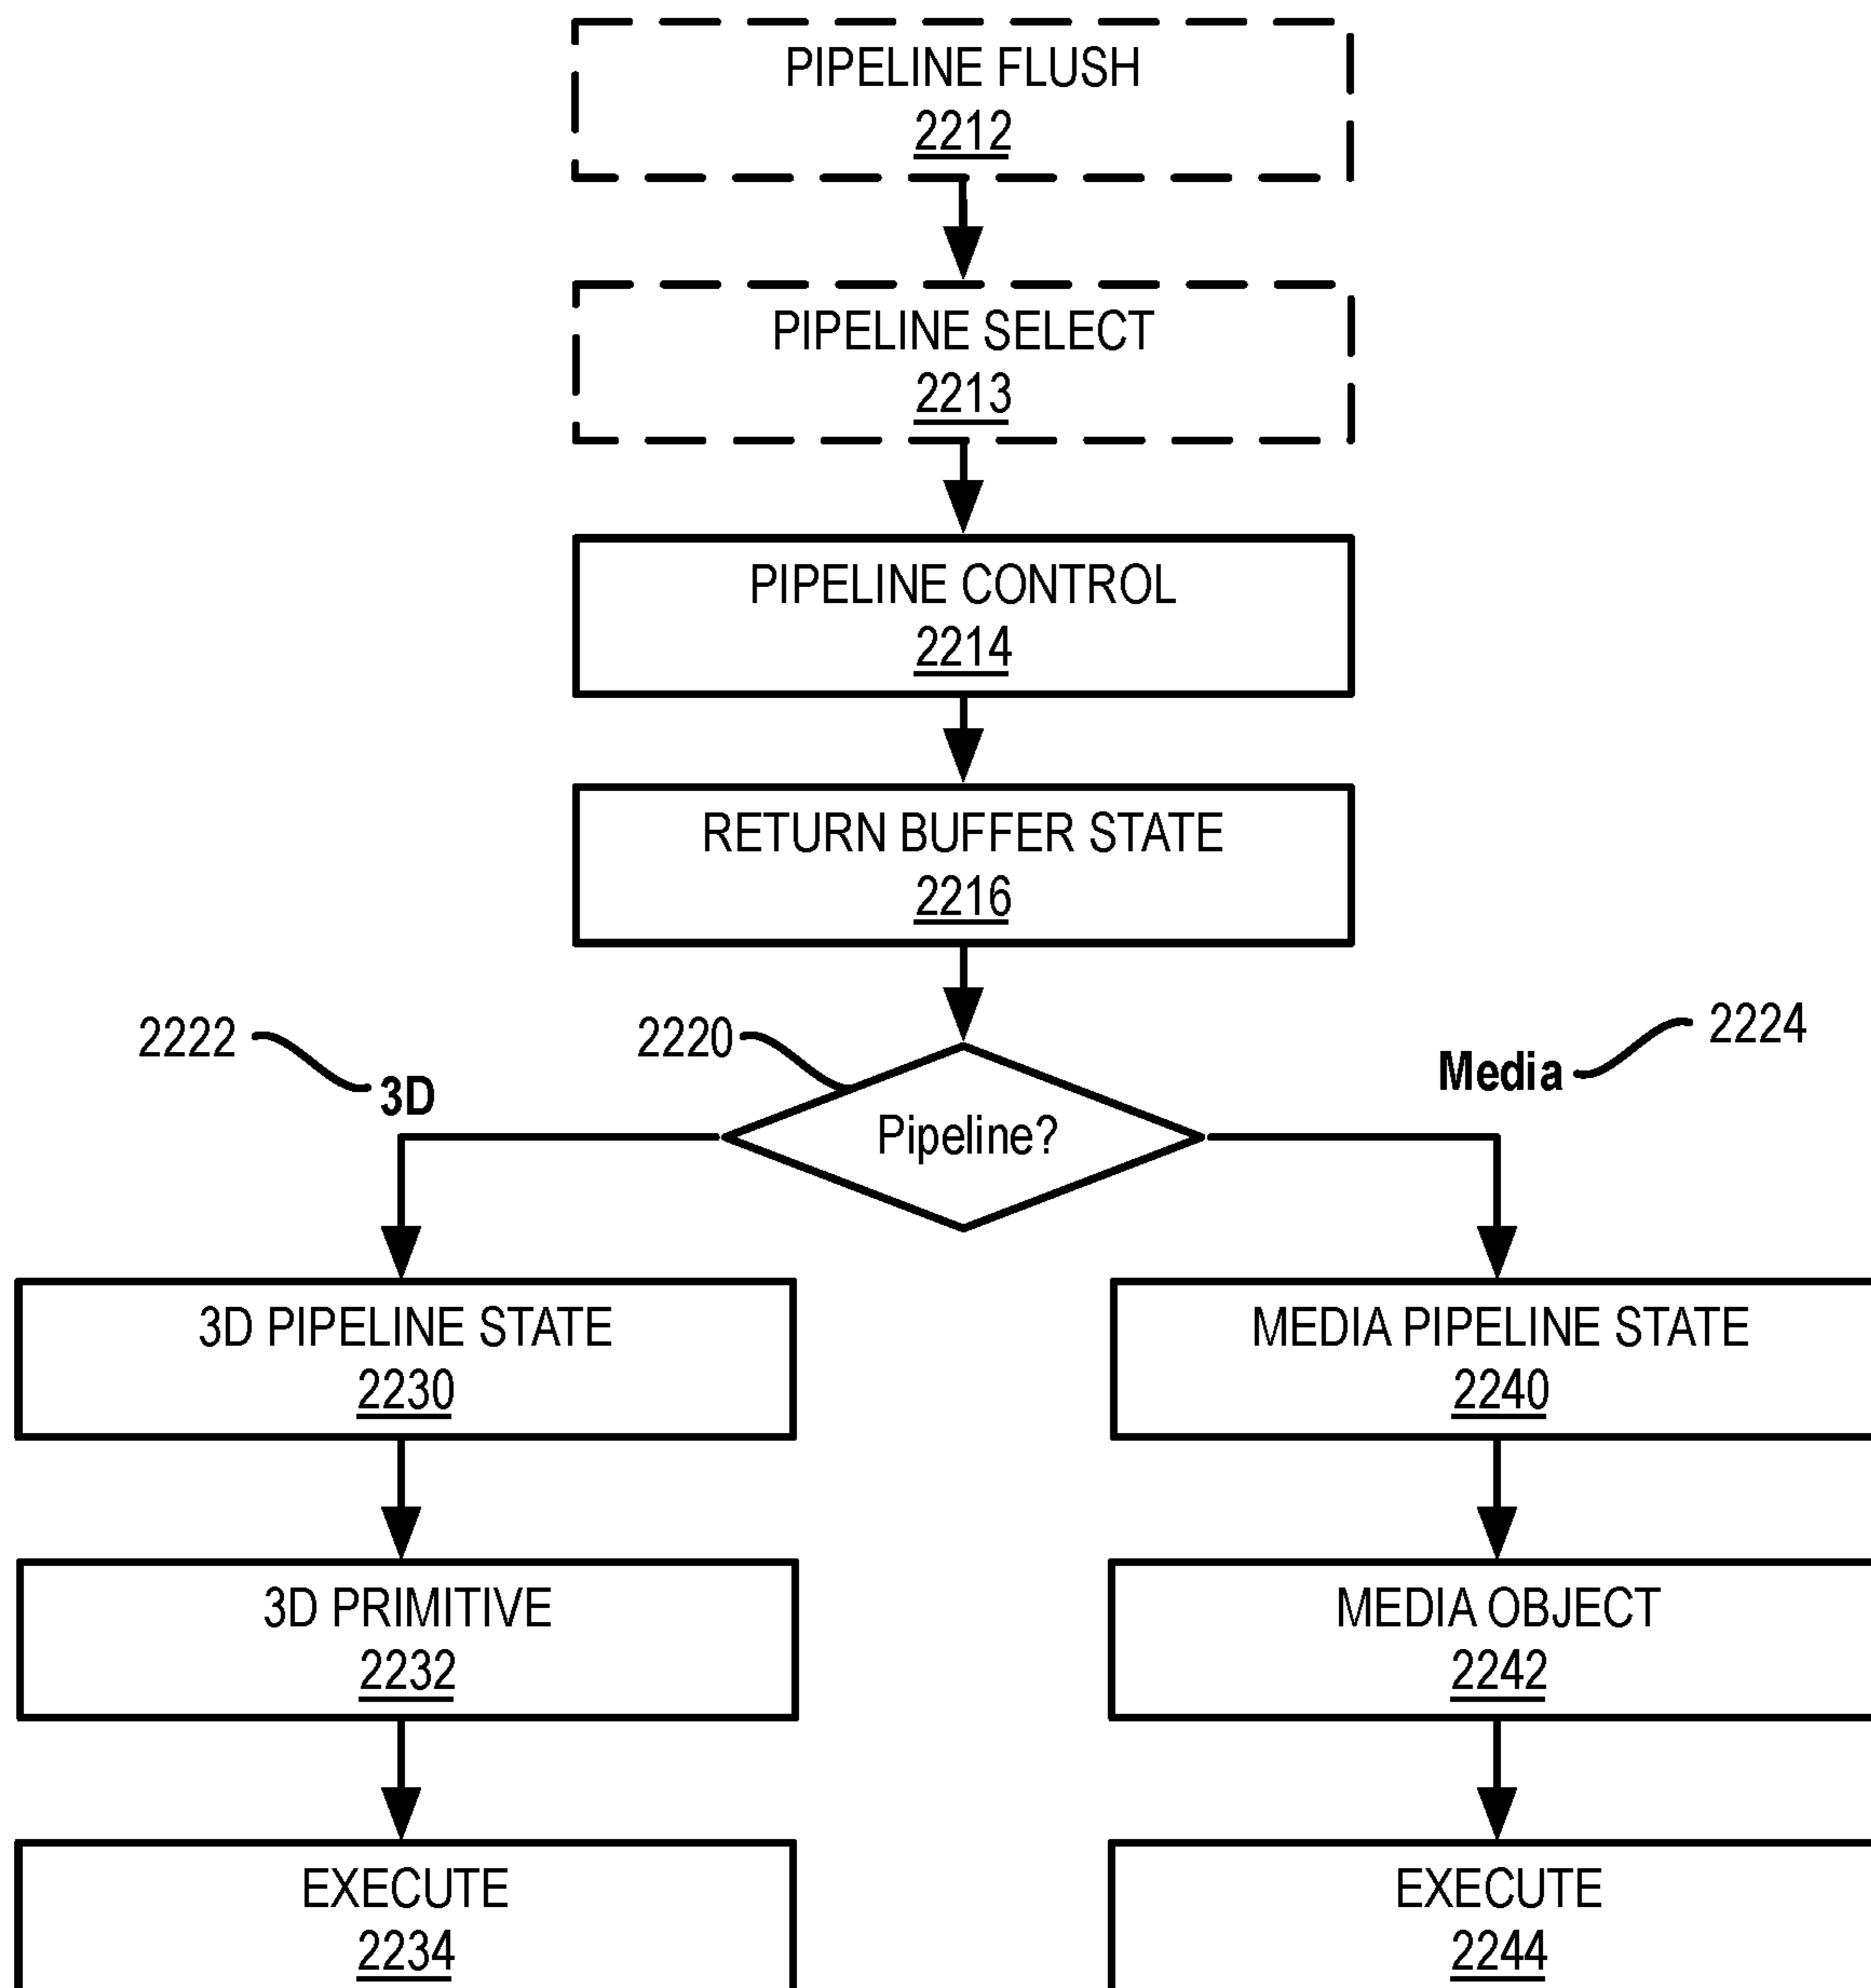 PIPELINE FLUSH
2212
PIPELINE SELECT
2213
PIPELINE CONTROL
2214
RETURN BUFFER STATE
2216
2222
3D
2220
Pipeline?
Media
2224
3D PIPELINE STATE
2230
MEDIA PIPELINE STATE
2240
3D PRIMITIVE
2232
MEDIA OBJECT
2242
EXECUTE
2234
EXECUTE
2244